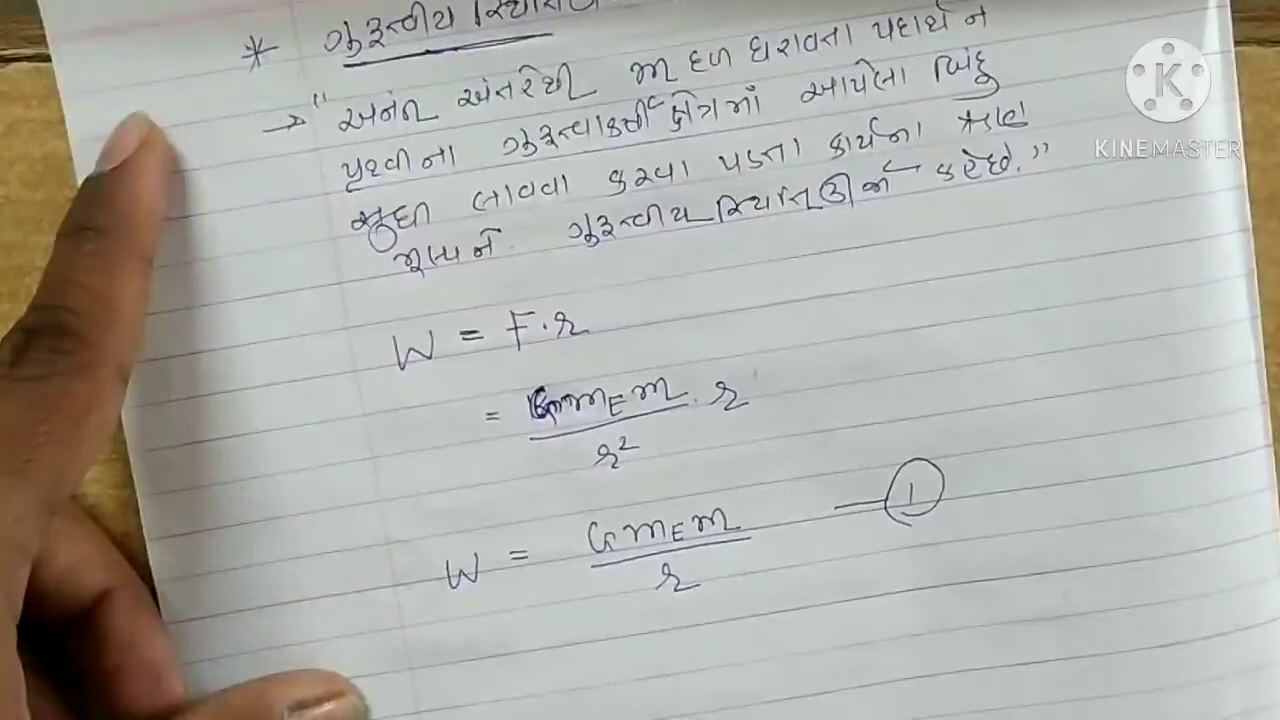 * ગુરુત્વીય સ્થિતિ
→ " અનંત અંતરેથી m દળ ધરાવતા પદાર્થ ને
પૃથ્વીના ગુરુત્વાકર્ષી ક્ષેત્રમાં આપેલા બિંદુ
સુધી લાવવા કરવા પડતા કાર્યના ઋણ
મૂલ્યને ગુરુત્વીય સ્થિતિઊર્જા કહેછે."
W = F.r
= GmEm/r² . r
W = GmEm/r —①
K
KINEMASTER